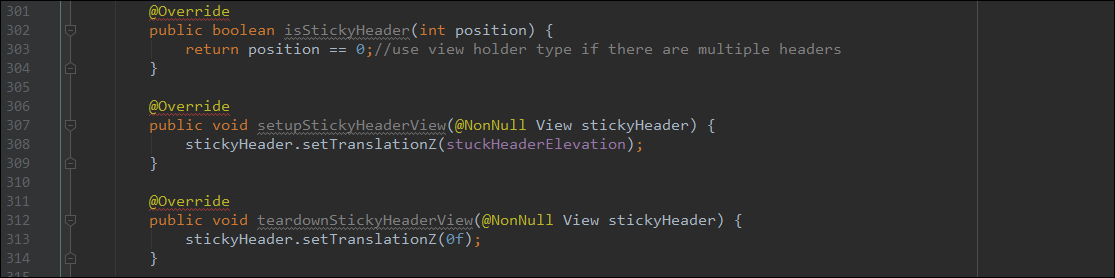 301 @Override
302 public boolean isStickyHeader(int position) {
303 return position == 0;//use view holder type if there are multiple headers
304 }
305
306 @Override
307 public void setupStickyHeaderView(@NonNull View stickyHeader) {
308 stickyHeader.setTranslationZ(stuckHeaderElevation);
309 }
310
311 @Override
312 public void teardownStickyHeaderView(@NonNull View stickyHeader) {
313 stickyHeader.setTranslationZ(0f);
314 }
315